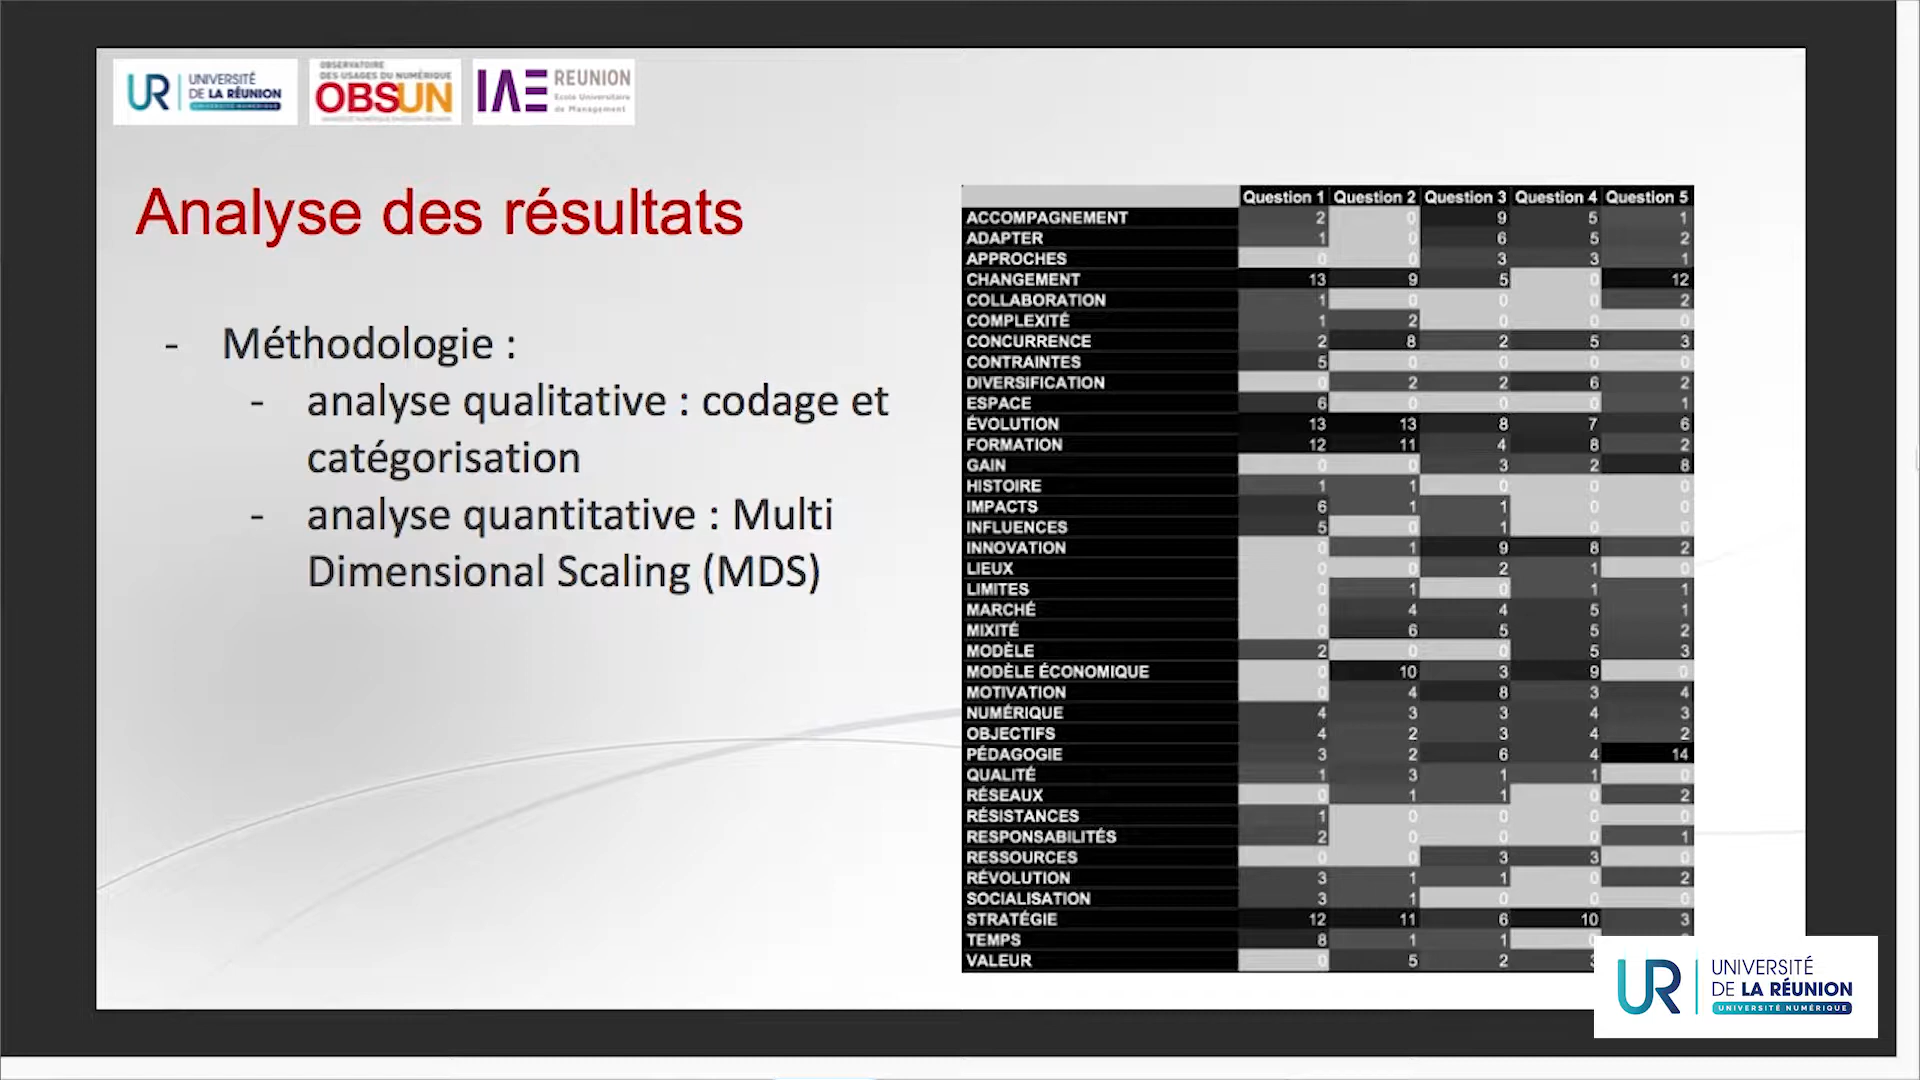 UR UNIVERSITÉ
DE LA RÉUNION
UNIVERSITÉ NUMÉRIQUE
OBSERVATOIRE
DES USAGES DU NUMÉRIQUE
OBSUN
IAE REUNION
Ecole Universitaire
de Management
Analyse des résultats
- Méthodologie :
- analyse qualitative : codage et
catégorisation
- analyse quantitative : Multi
Dimensional Scaling (MDS)
Question 1 Question 2 Question 3 Question 4 Question 5
ACCOMPAGNEMENT 2 0 9 5 1
ADAPTER 1 0 6 5 2
APPROCHES 0 0 3 3 1
CHANGEMENT 13 9 5 0 12
COLLABORATION 1 0 0 0 2
COMPLEXITÉ 1 2 0 0 0
CONCURRENCE 2 8 2 5 3
CONTRAINTES 5 0 0 0 0
DIVERSIFICATION 0 2 2 6 2
ESPACE 6 0 0 0 1
ÉVOLUTION 13 13 8 7 6
FORMATION 12 11 4 8 2
GAIN 0 0 3 2 8
HISTOIRE 1 1 0 0 0
IMPACTS 6 1 1 0 0
INFLUENCES 5 0 1 0 0
INNOVATION 0 1 9 8 2
LIEUX 0 0 2 1 0
LIMITES 0 1 0 1 1
MARCHÉ 0 4 4 5 1
MIXITÉ 0 6 5 5 2
MODÈLE 2 0 0 5 3
MODÈLE ÉCONOMIQUE 0 10 3 9 0
MOTIVATION 0 4 8 3 4
NUMÉRIQUE 4 3 3 4 3
OBJECTIFS 4 2 3 4 2
PÉDAGOGIE 3 2 6 4 14
QUALITÉ 1 3 1 1 0
RÉSEAUX 0 1 1 0 2
RÉSISTANCES 1 0 0 0 0
RESPONSABILITÉS 2 0 0 0 1
RESSOURCES 0 0 3 3 0
RÉVOLUTION 3 1 1 0 2
SOCIALISATION 3 1 0 0 0
STRATÉGIE 12 11 6 10 3
TEMPS 8 1 1 0
VALEUR 0 5 2
UR UNIVERSITÉ
DE LA RÉUNION
UNIVERSITÉ NUMÉRIQUE